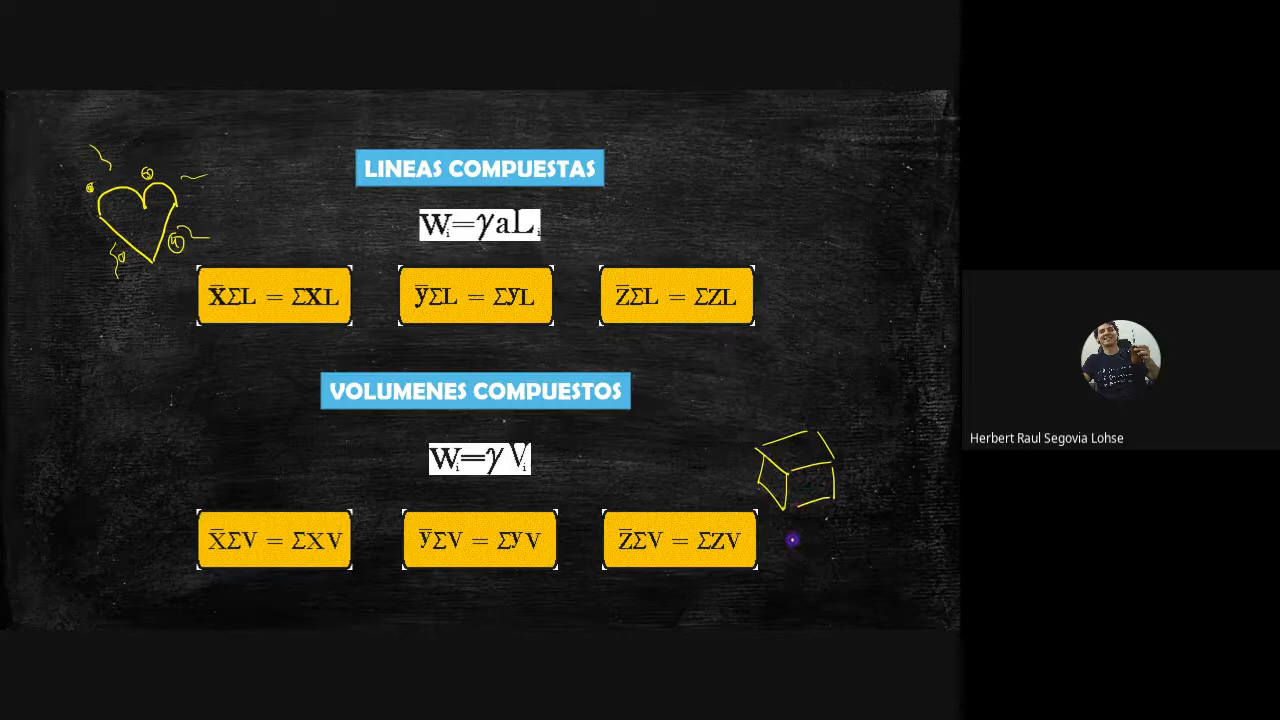 LINEAS COMPUESTAS
Wᵢ=γaLᵢ
x̄ΣL = ΣxL
ȳΣL = ΣyL
z̄ΣL = ΣzL
VOLUMENES COMPUESTOS
Wᵢ=γVᵢ
x̄ΣV = ΣxV
ȳΣV = ΣyV
z̄ΣV = ΣzV
Herbert Raul Segovia Lohse